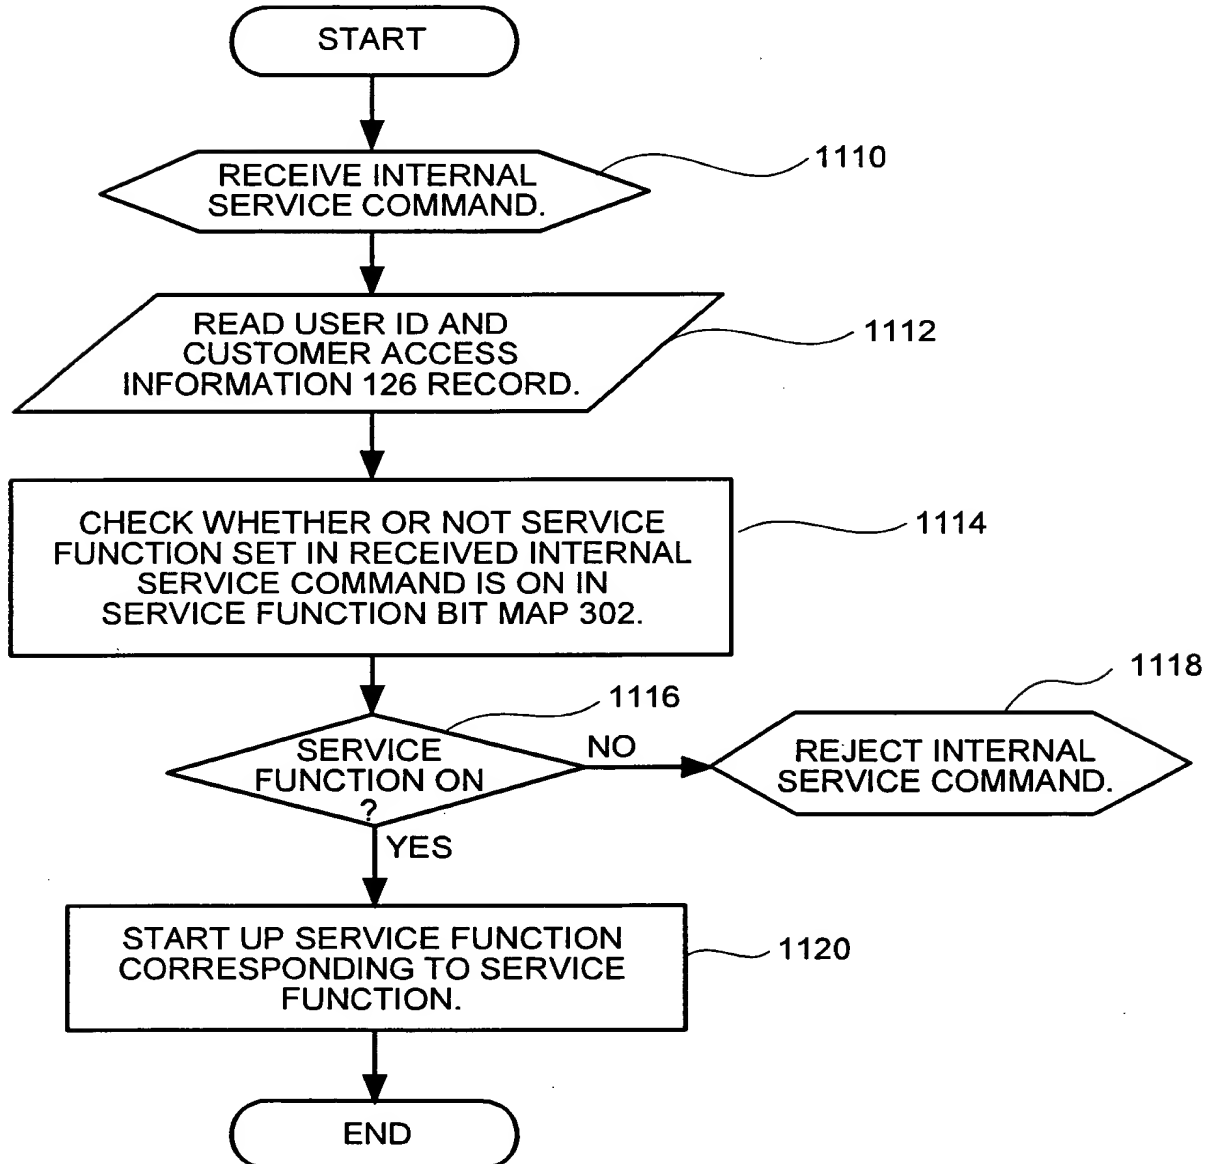 START
RECEIVE INTERNAL
SERVICE COMMAND.
1110
READ USER ID AND
CUSTOMER ACCESS
INFORMATION 126 RECORD.
1112
CHECK WHETHER OR NOT SERVICE
FUNCTION SET IN RECEIVED INTERNAL
SERVICE COMMAND IS ON IN
SERVICE FUNCTION BIT MAP 302.
1114
SERVICE
FUNCTION ON
?
1116
NO
REJECT INTERNAL
SERVICE COMMAND.
1118
YES
START UP SERVICE FUNCTION
CORRESPONDING TO SERVICE
FUNCTION.
1120
END